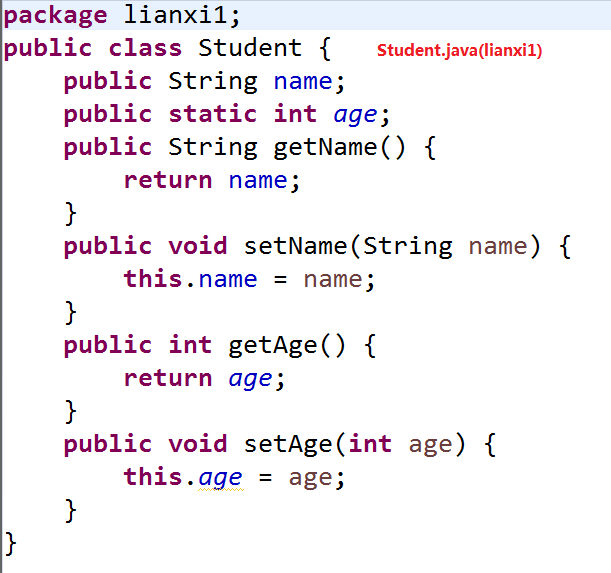 package lianxi1;
public class Student { Student.java(lianxi1)
    public String name;
    public static int age;
    public String getName() {
        return name;
    }
    public void setName(String name) {
        this.name = name;
    }
    public int getAge() {
        return age;
    }
    public void setAge(int age) {
        this.age = age;
    }
}